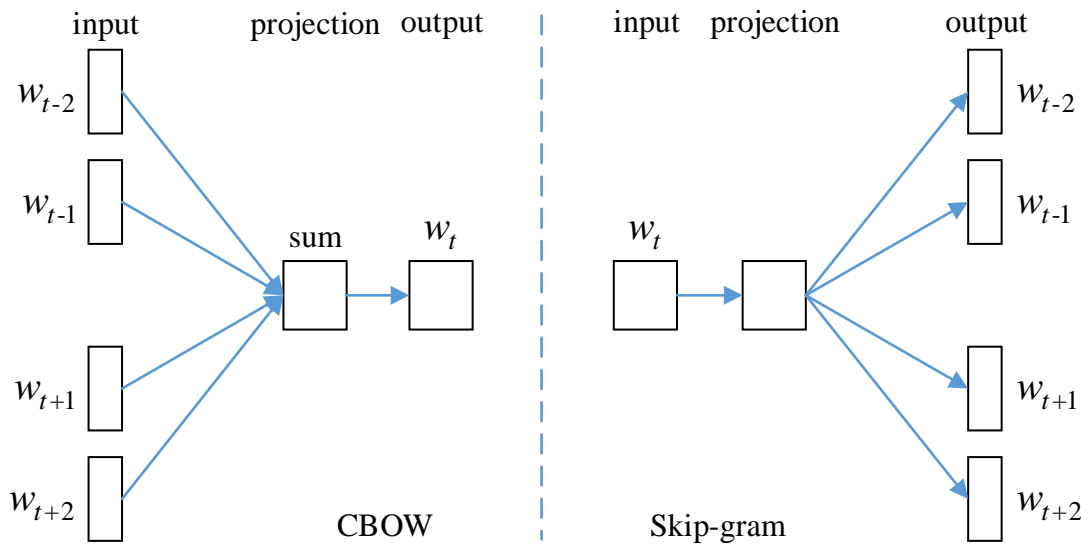 input projection output
w_{t-2}
w_{t-1}
sum w_t
w_{t+1}
w_{t+2}
CBOW
input projection output
w_{t-2}
w_{t-1}
w_t
w_{t+1}
w_{t+2}
Skip-gram